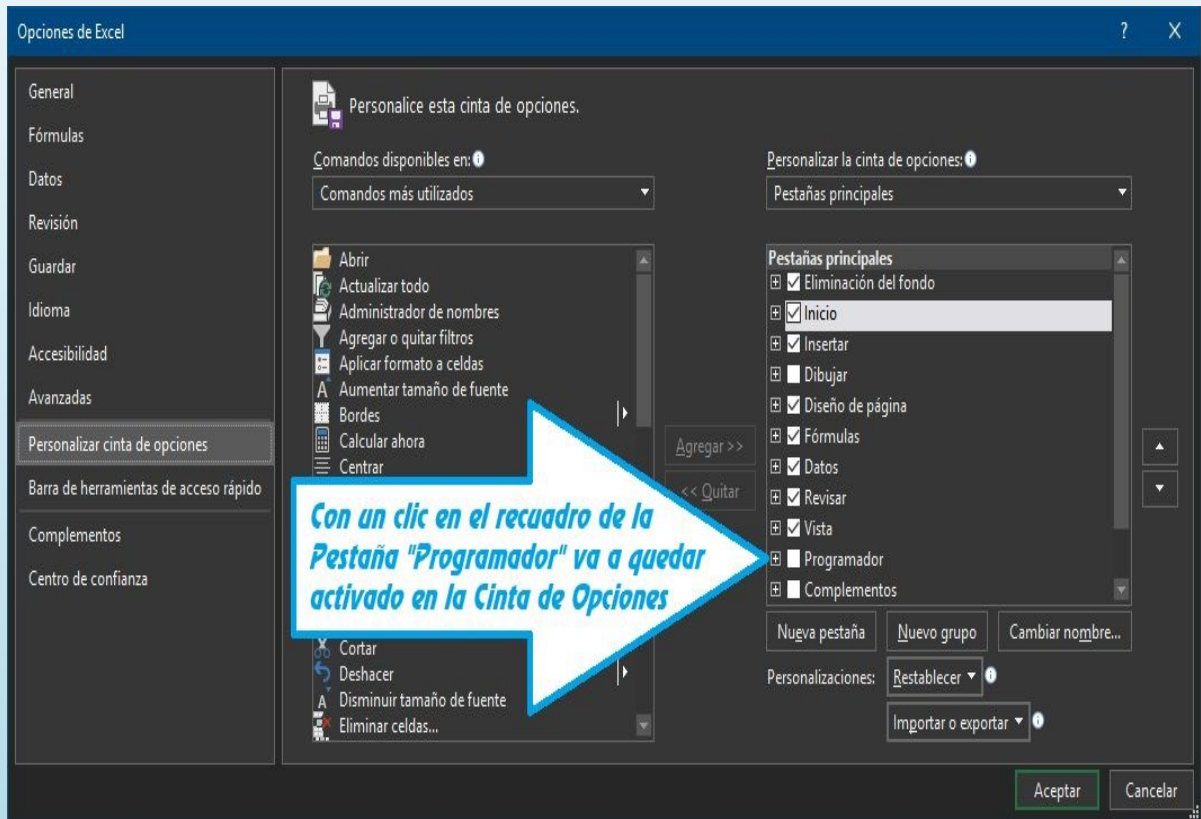 Opciones de Excel
?
X
General
Fórmulas
Datos
Revisión
Guardar
Idioma
Accesibilidad
Avanzadas
Personalizar cinta de opciones
Barra de herramientas de acceso rápido
Complementos
Centro de confianza
Personalice esta cinta de opciones.
Comandos disponibles en:
Comandos más utilizados
Abrir
Actualizar todo
Administrador de nombres
Agregar o quitar filtros
Aplicar formato a celdas
Aumentar tamaño de fuente
Bordes
Calcular ahora
Centrar
Con un clic en el recuadro de la
Pestaña "Programador" va a quedar
activado en la Cinta de Opciones
Cortar
Deshacer
Disminuir tamaño de fuente
Eliminar celdas...
Agregar >>
<< Quitar
Personalizar la cinta de opciones:
Pestañas principales
Pestañas principales
Eliminación del fondo
Inicio
Insertar
Dibujar
Diseño de página
Fórmulas
Datos
Revisar
Vista
Programador
Complementos
Nueva pestaña
Nuevo grupo
Cambiar nombre...
Personalizaciones:
Restablecer
Importar o exportar
Aceptar
Cancelar